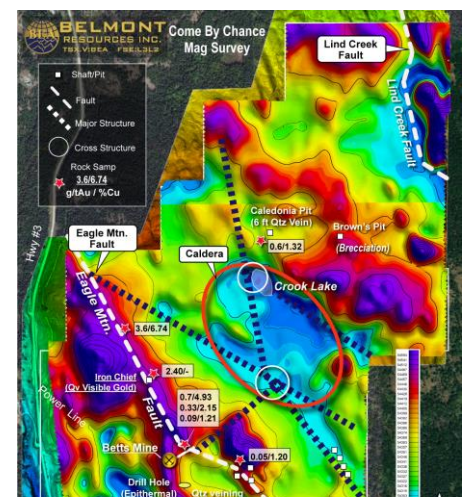 BELMONT
RESOURCES INC.
TSX.V:BEA FSE:L3L2
Come By Chance
Mag Survey
Shaft/Pit
Fault
Major Structure
Cross Structure
Rock Samp
3.6/6.74
g/tAu / %Cu
Lind Creek
Fault
Lind Creek Fault
Hwy #3
Eagle Mtn.
Fault
Caledonia Pit
(6 ft Qtz Vein)
0.6/1.32
Brown's Pit
(Brecciation)
Caldera
Crook Lake
Eagle Mtn.
Fault
3.6/6.74
Iron Chief
(Qv Visible Gold)
2.40/-
0.7/4.93
0.33/2.15
0.09/1.21
Power Line
Betts Mine
0.05/1.20
Drill Hole
(Epithermal)
Qtz veining